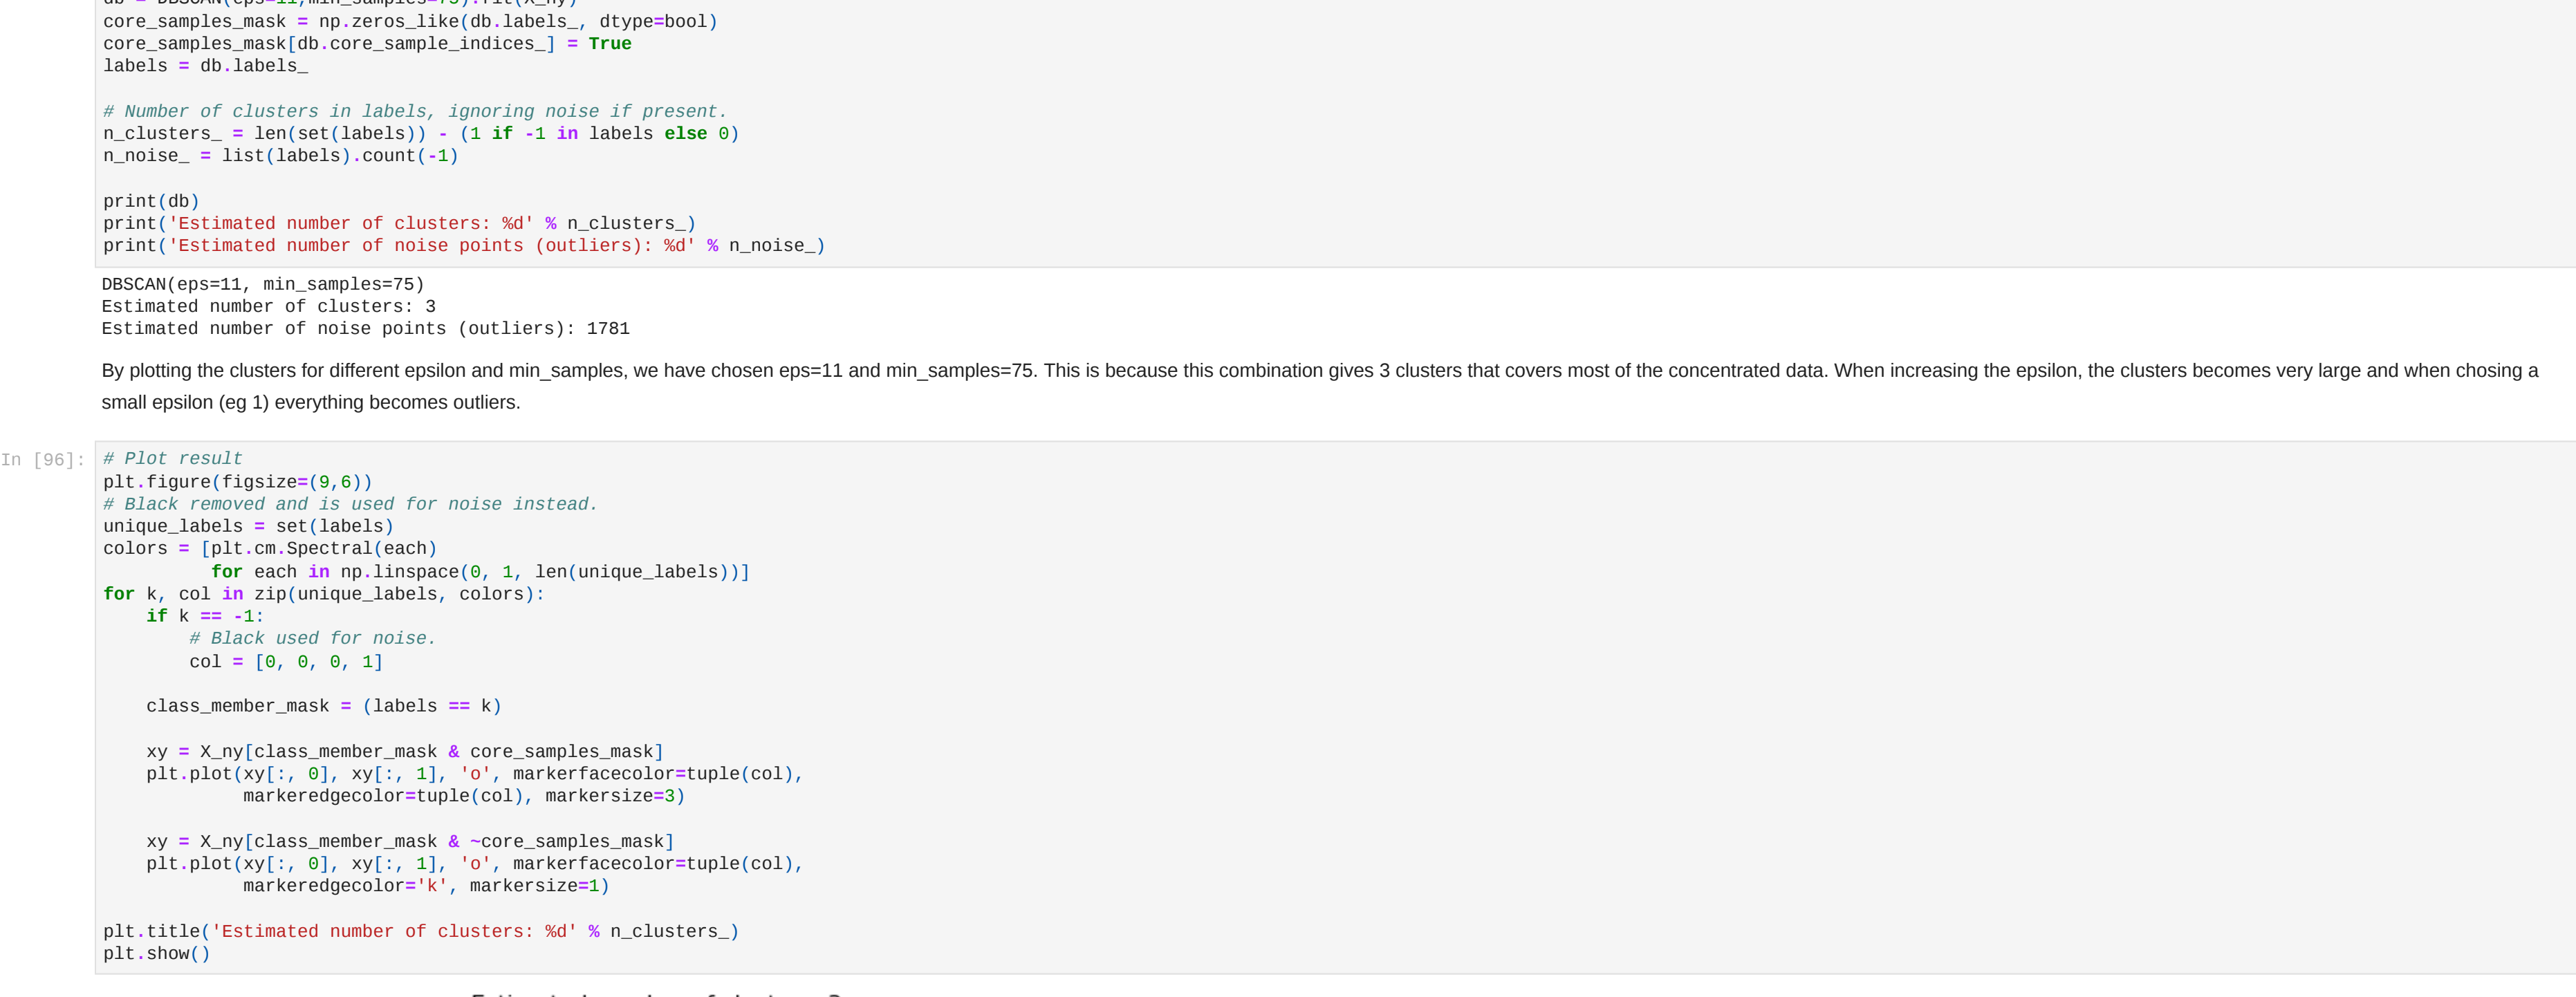 db = DBSCAN(eps=11,min_samples=75).fit(X_ny)
core_samples_mask = np.zeros_like(db.labels_, dtype=bool)
core_samples_mask[db.core_sample_indices_] = True
labels = db.labels_
# Number of clusters in labels, ignoring noise if present.
n_clusters_ = len(set(labels)) - (1 if -1 in labels else 0)
n_noise_ = list(labels).count(-1)
print(db)
print('Estimated number of clusters: %d' % n_clusters_)
print('Estimated number of noise points (outliers): %d' % n_noise_)
DBSCAN(eps=11, min_samples=75)
Estimated number of clusters: 3
Estimated number of noise points (outliers): 1781
By plotting the clusters for different epsilon and min_samples, we have chosen eps=11 and min_samples=75. This is because this combination gives 3 clusters that covers most of the concentrated data. When increasing the epsilon, the clusters becomes very large and when chosing a
small epsilon (eg 1) everything becomes outliers.
In [96]:
# Plot result
plt.figure(figsize=(9,6))
# Black removed and is used for noise instead.
unique_labels = set(labels)
colors = [plt.cm.Spectral(each)
          for each in np.linspace(0, 1, len(unique_labels))]
for k, col in zip(unique_labels, colors):
    if k == -1:
        # Black used for noise.
        col = [0, 0, 0, 1]
    class_member_mask = (labels == k)
    xy = X_ny[class_member_mask & core_samples_mask]
    plt.plot(xy[:, 0], xy[:, 1], 'o', markerfacecolor=tuple(col),
             markeredgecolor=tuple(col), markersize=3)
    xy = X_ny[class_member_mask & ~core_samples_mask]
    plt.plot(xy[:, 0], xy[:, 1], 'o', markerfacecolor=tuple(col),
             markeredgecolor='k', markersize=1)
plt.title('Estimated number of clusters: %d' % n_clusters_)
plt.show()